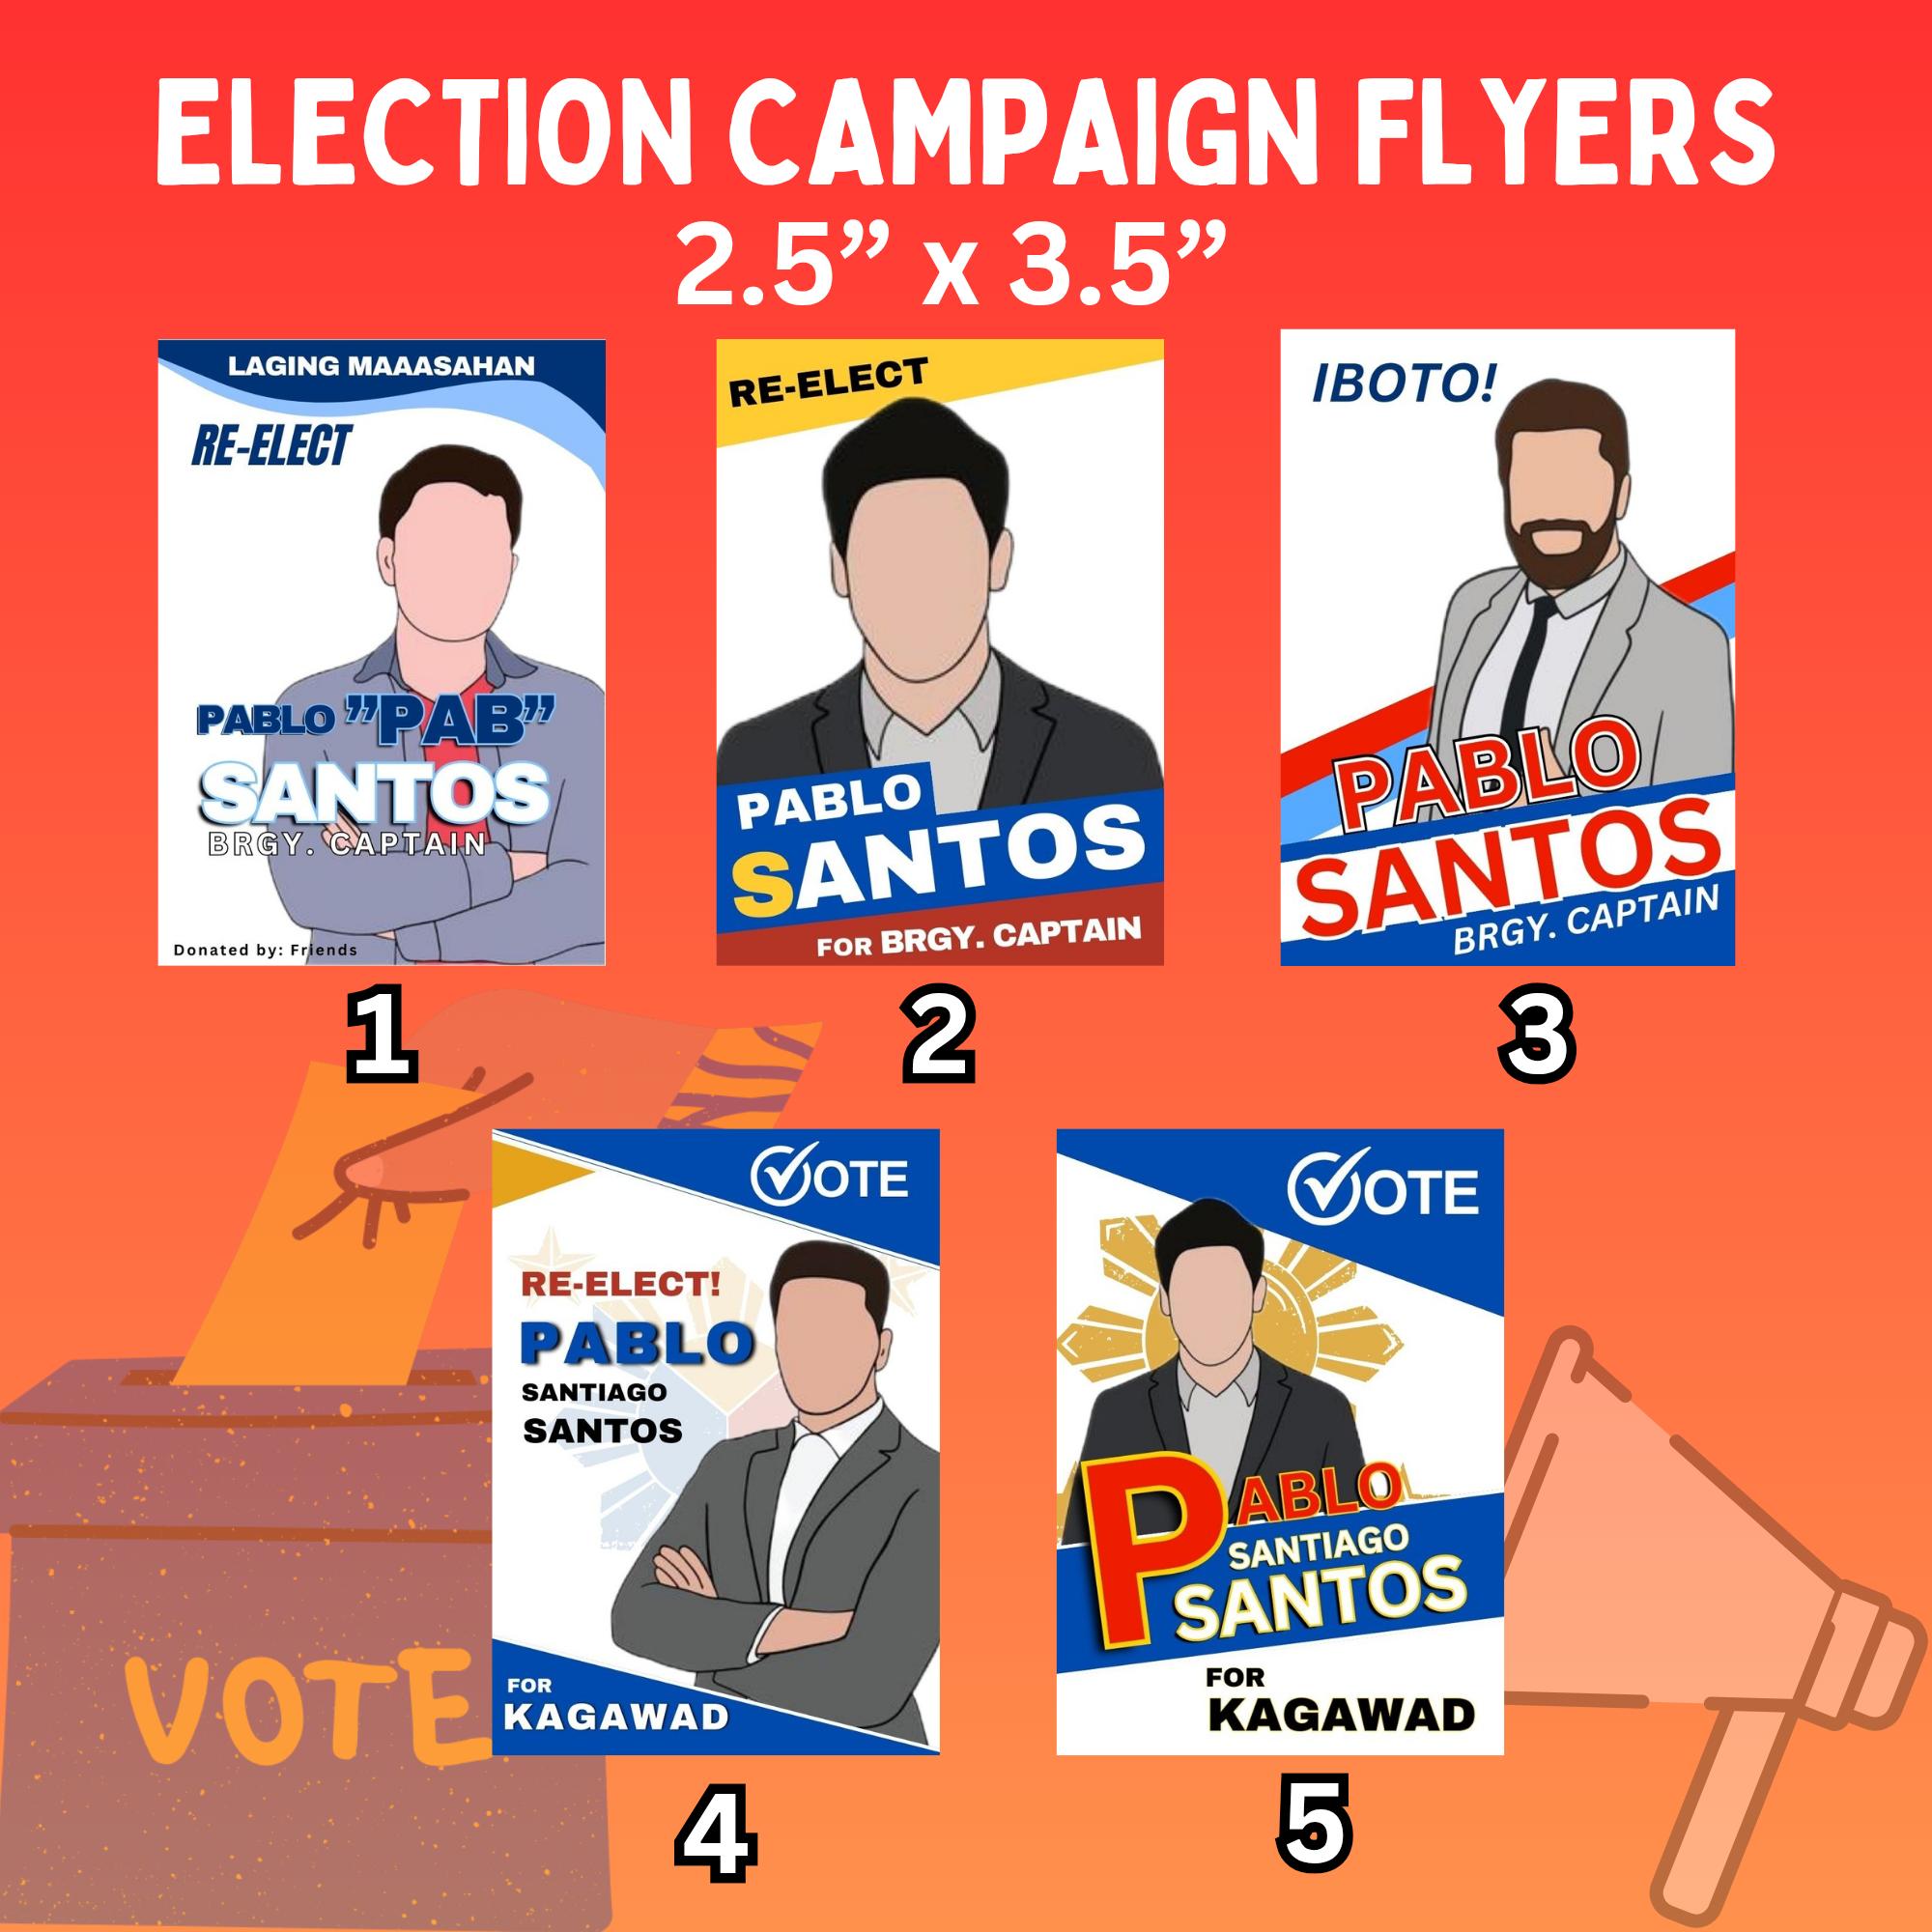 ELECTION CAMPAIGN FLYERS
2.5” x 3.5”
LAGING MAAASAHAN
RE-ELECT
PABLO ”PAB”
SANTOS
BRGY. CAPTAIN
Donated by: Friends
1
RE-ELECT
PABLO
SANTOS
FOR BRGY. CAPTAIN
2
IBOTO!
PABLO
SANTOS
BRGY. CAPTAIN
3
VOTE
RE-ELECT!
PABLO
SANTIAGO
SANTOS
FOR
KAGAWAD
4
VOTE
PABLO
SANTIAGO
SANTOS
FOR
KAGAWAD
5
VOTE